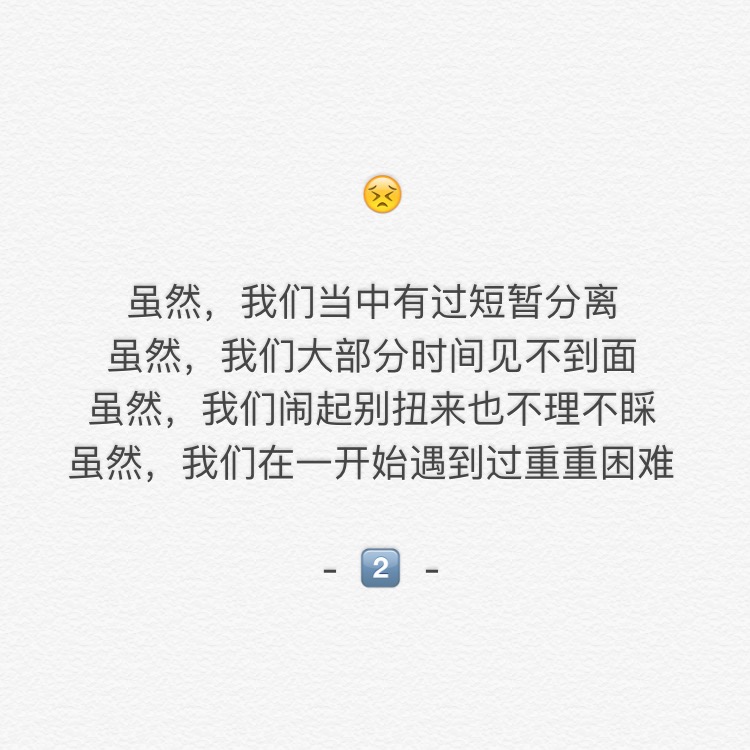 😣
虽然，我们当中有过短暂分离
虽然，我们大部分时间见不到面
虽然，我们闹起别扭来也不理不睬
虽然，我们在一开始遇到过重重困难
- 2️⃣ -